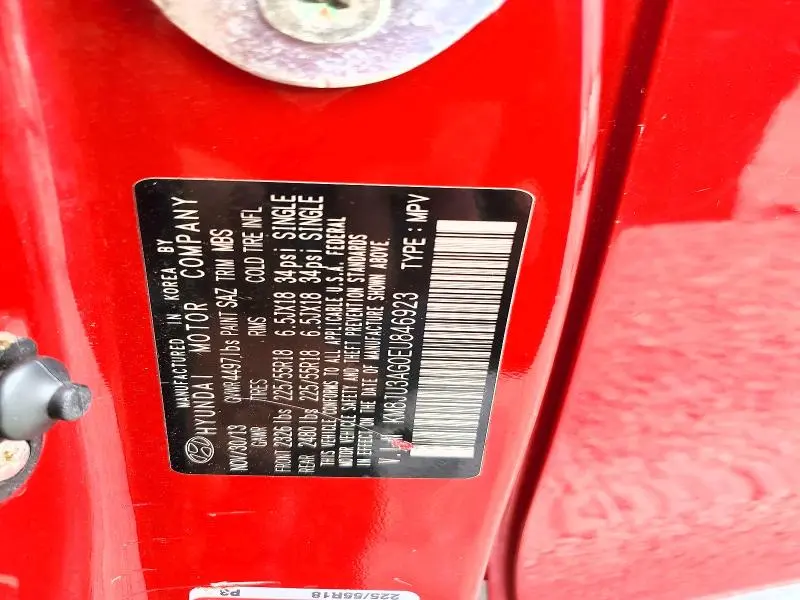 MANUFACTURED IN KOREA BY
HYUNDAI MOTOR COMPANY
NOV/30/13 GVWR 4497lbs PAINT SAZ TRIM MBS
GAWR TIRES RIMS COLD TIRE INFL
FRONT 2326 lbs 225/55R18 6.5JX18 34psi SINGLE
REAR 2480 lbs 225/55R18 6.5JX18 34psi SINGLE
THIS VEHICLE CONFORMS TO ALL APPLICABLE U.S.A. FEDERAL
MOTOR VEHICLE SAFETY AND THEFT PREVENTION STANDARDS
IN EFFECT ON THE DATE OF MANUFACTURE SHOWN ABOVE.
M8JU3AG0EU846923 TYPE : MPV
225/55R18
P3